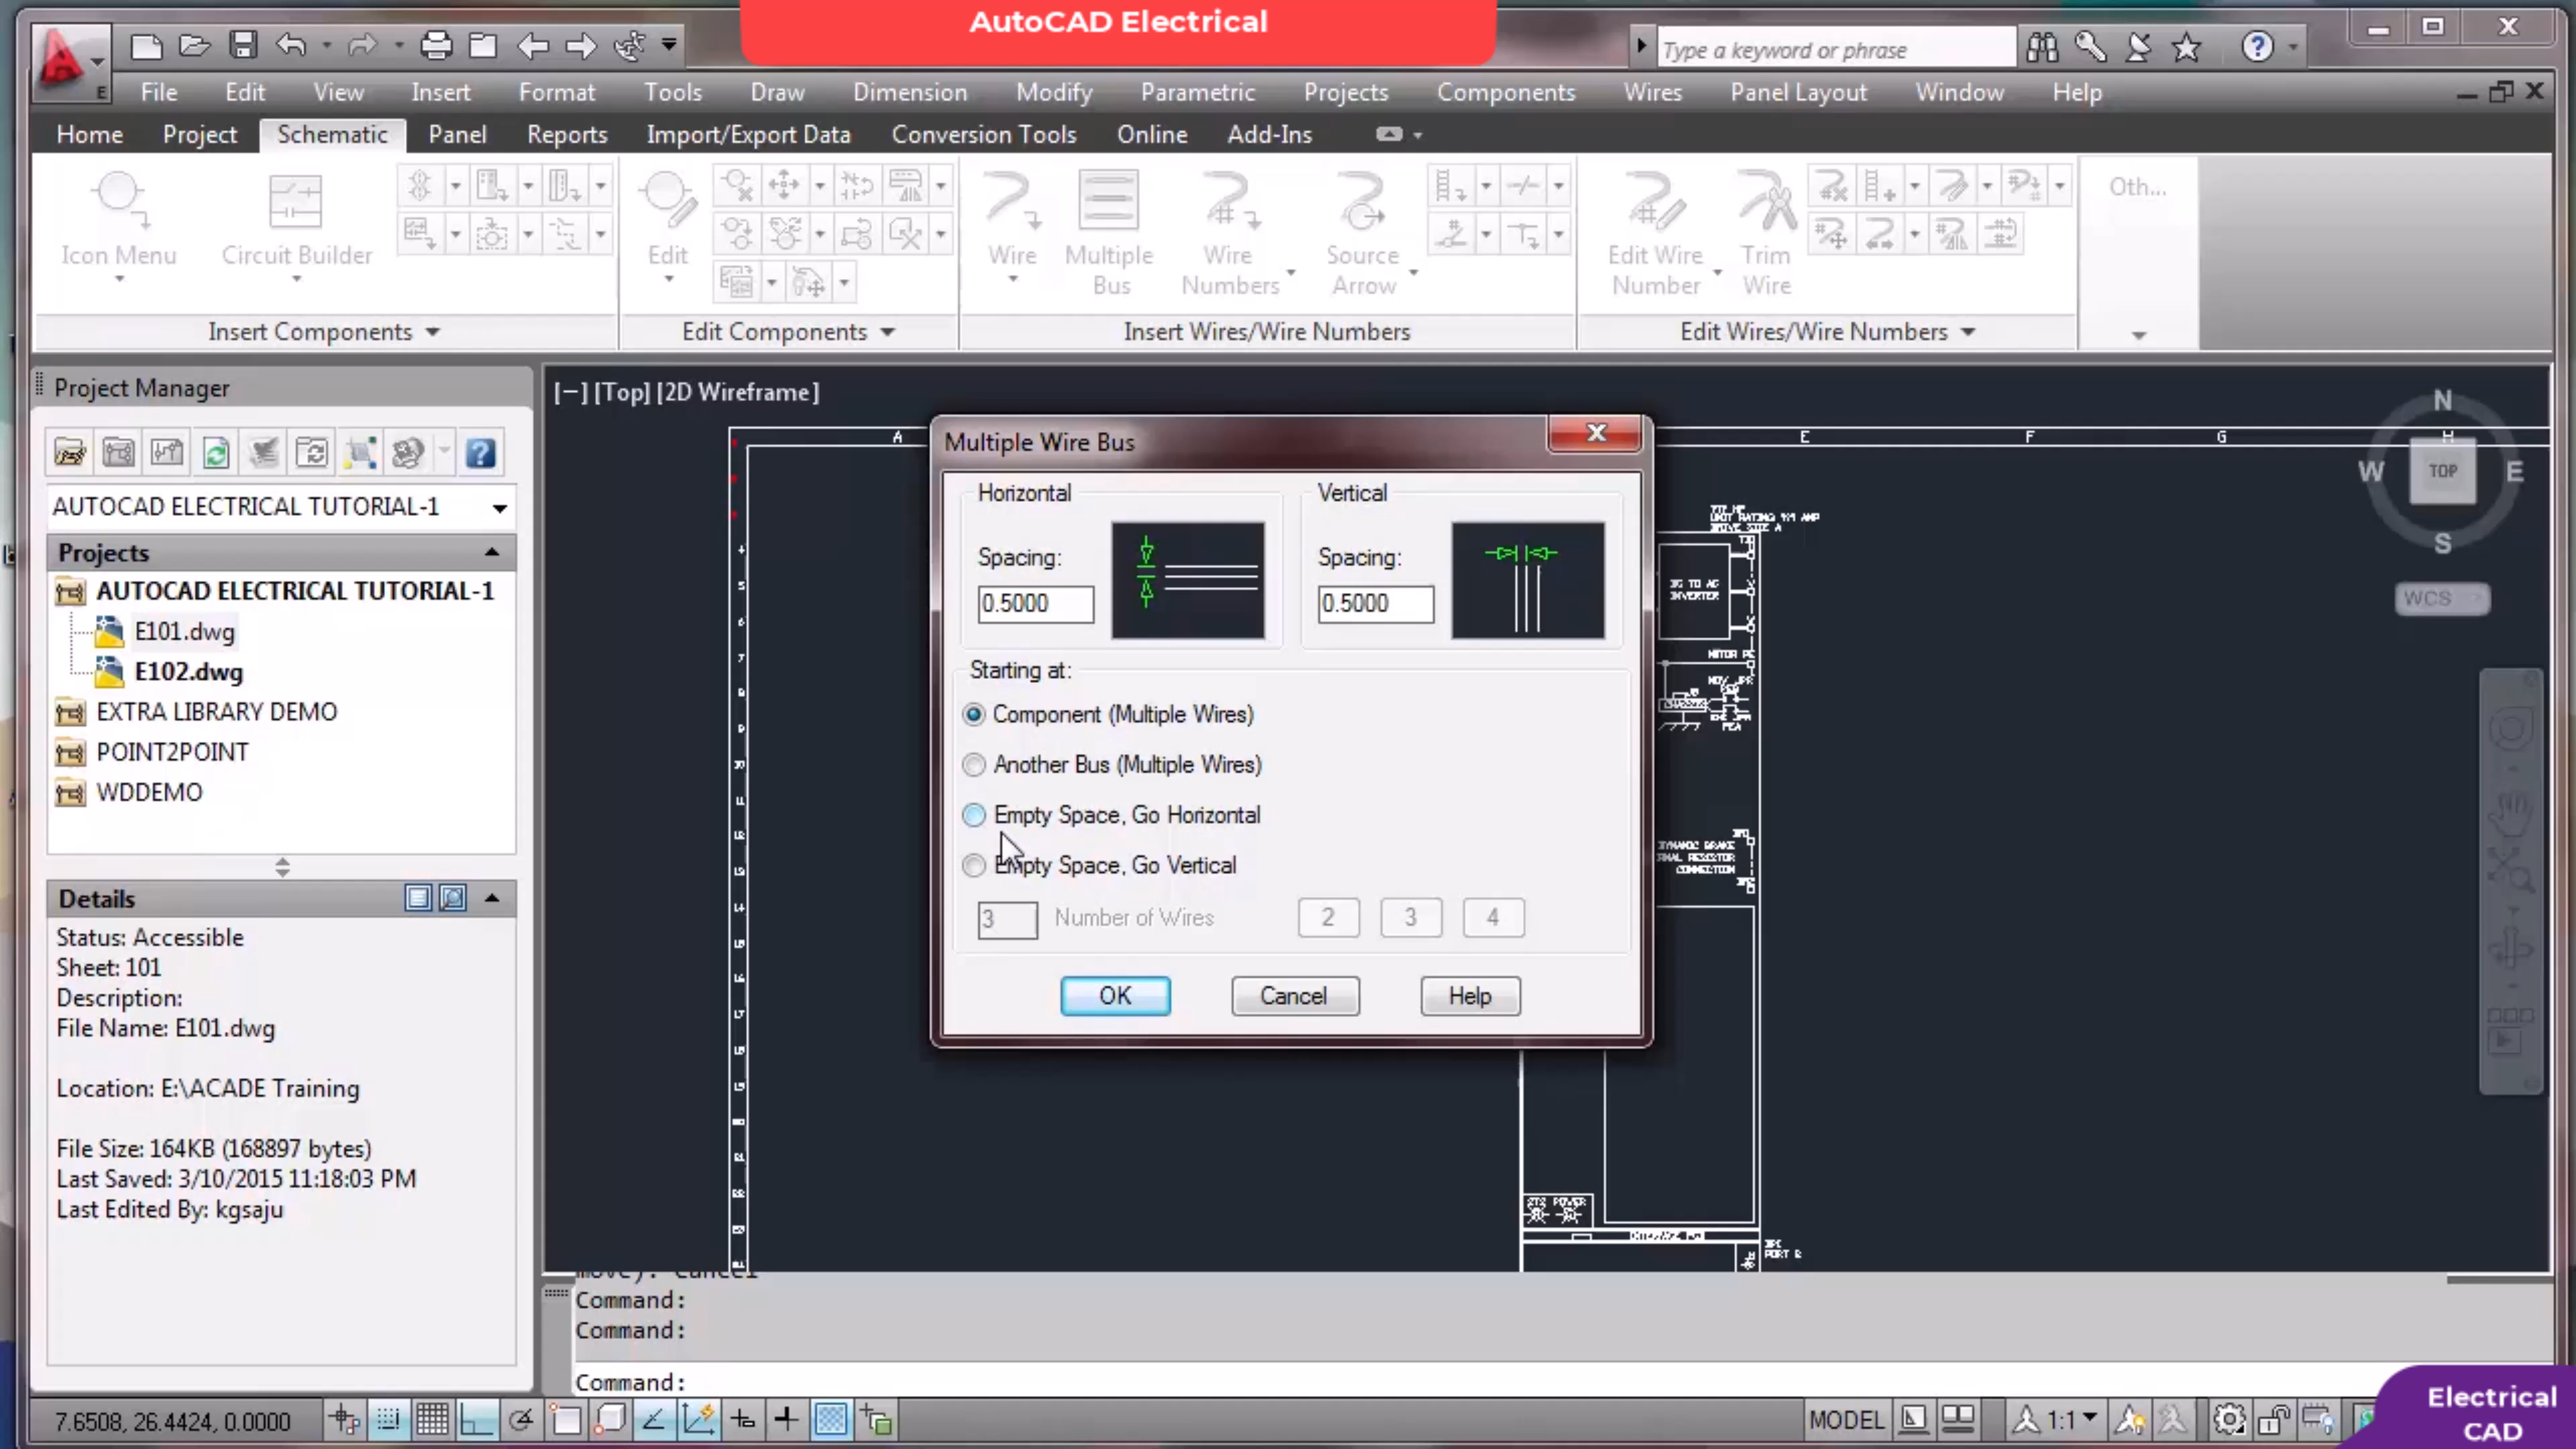 AutoCAD Electrical
Type a keyword or phrase
File Edit View Insert Format Tools Draw Dimension Modify Parametric Projects Components Wires Panel Layout Window Help
Home Project Schematic Panel Reports Import/Export Data Conversion Tools Online Add-Ins
Icon Menu Circuit Builder Edit Wire Multiple Bus Wire Numbers Source Arrow Edit Wire Number Trim Wire Oth...
Insert Components Edit Components Insert Wires/Wire Numbers Edit Wires/Wire Numbers
Project Manager
AUTOCAD ELECTRICAL TUTORIAL-1
Projects
AUTOCAD ELECTRICAL TUTORIAL-1
E101.dwg
E102.dwg
EXTRA LIBRARY DEMO
POINT2POINT
WDDEMO
Details
Status: Accessible
Sheet: 101
Description:
File Name: E101.dwg
Location: E:\ACADE Training
File Size: 164KB (168897 bytes)
Last Saved: 3/10/2015 11:18:03 PM
Last Edited By: kgsaju
[−] [Top] [2D Wireframe]
A E F G H
N
W TOP E
S
WCS
Multiple Wire Bus
Horizontal Vertical
Spacing: Spacing:
0.5000 0.5000
Starting at:
Component (Multiple Wires)
Another Bus (Multiple Wires)
Empty Space, Go Horizontal
Empty Space, Go Vertical
3 Number of Wires 2 3 4
OK Cancel Help
DC TO AC
INVERTER
DYNAMIC BRAKE
CONNECTION
Command:
Command:
Command:
7.6508, 26.4424, 0.0000 MODEL 1:1
Electrical
CAD